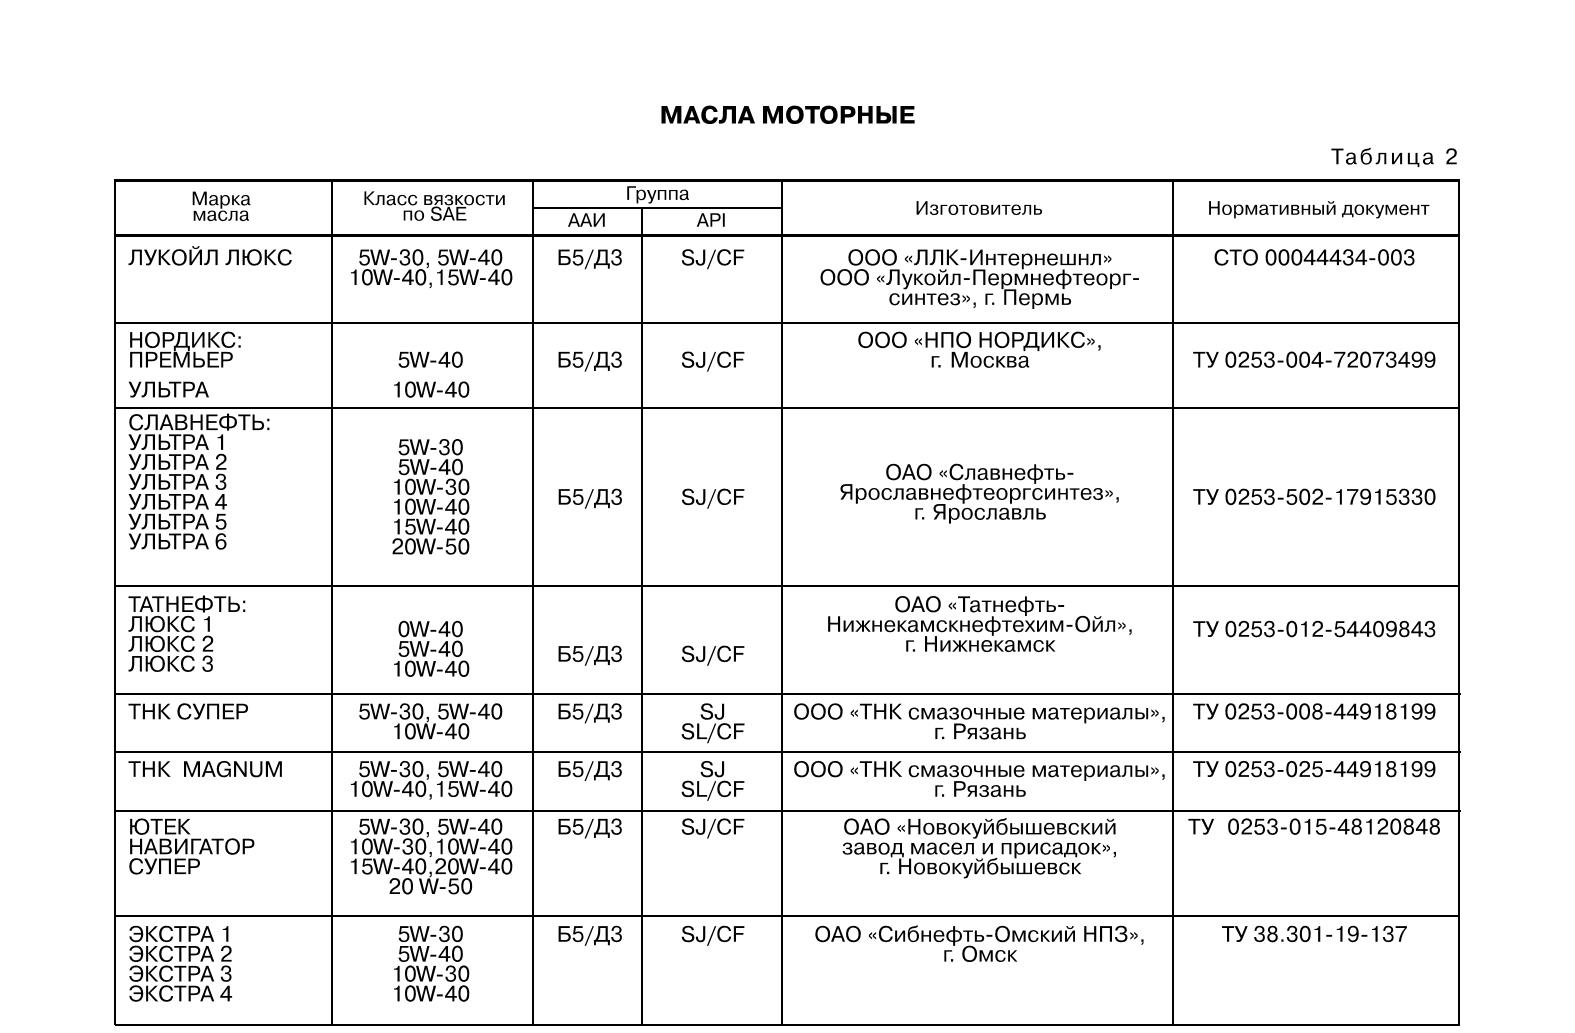 МАСЛА МОТОРНЫЕ
Таблица 2
Марка
масла
Класс вязкости
по SAE
Группа
ААИ
API
Изготовитель
Нормативный документ
ЛУКОЙЛ ЛЮКС
5W-30, 5W-40
10W-40,15W-40
Б5/Д3
SJ/CF
ООО «ЛЛК-Интернешнл»
ООО «Лукойл-Пермнефтеорг-
синтез», г. Пермь
СТО 00044434-003
НОРДИКС:
ПРЕМЬЕР
УЛЬТРА
5W-40
10W-40
Б5/Д3
SJ/CF
ООО «НПО НОРДИКС»,
г. Москва
ТУ 0253-004-72073499
СЛАВНЕФТЬ:
УЛЬТРА 1
УЛЬТРА 2
УЛЬТРА 3
УЛЬТРА 4
УЛЬТРА 5
УЛЬТРА 6
5W-30
5W-40
10W-30
10W-40
15W-40
20W-50
Б5/Д3
SJ/CF
ОАО «Славнефть-
Ярославнефтеоргсинтез»,
г. Ярославль
ТУ 0253-502-17915330
ТАТНЕФТЬ:
ЛЮКС 1
ЛЮКС 2
ЛЮКС 3
0W-40
5W-40
10W-40
Б5/Д3
SJ/CF
ОАО «Татнефть-
Нижнекамскнефтехим-Ойл»,
г. Нижнекамск
ТУ 0253-012-54409843
ТНК СУПЕР
5W-30, 5W-40
10W-40
Б5/Д3
SJ
SL/CF
ООО «ТНК смазочные материалы»,
г. Рязань
ТУ 0253-008-44918199
ТНК MAGNUM
5W-30, 5W-40
10W-40,15W-40
Б5/Д3
SJ
SL/CF
ООО «ТНК смазочные материалы»,
г. Рязань
ТУ 0253-025-44918199
ЮТЕК
НАВИГАТОР
СУПЕР
5W-30, 5W-40
10W-30,10W-40
15W-40,20W-40
20 W-50
Б5/Д3
SJ/CF
ОАО «Новокуйбышевский
завод масел и присадок»,
г. Новокуйбышевск
ТУ 0253-015-48120848
ЭКСТРА 1
ЭКСТРА 2
ЭКСТРА 3
ЭКСТРА 4
5W-30
5W-40
10W-30
10W-40
Б5/Д3
SJ/CF
ОАО «Сибнефть-Омский НПЗ»,
г. Омск
ТУ 38.301-19-137